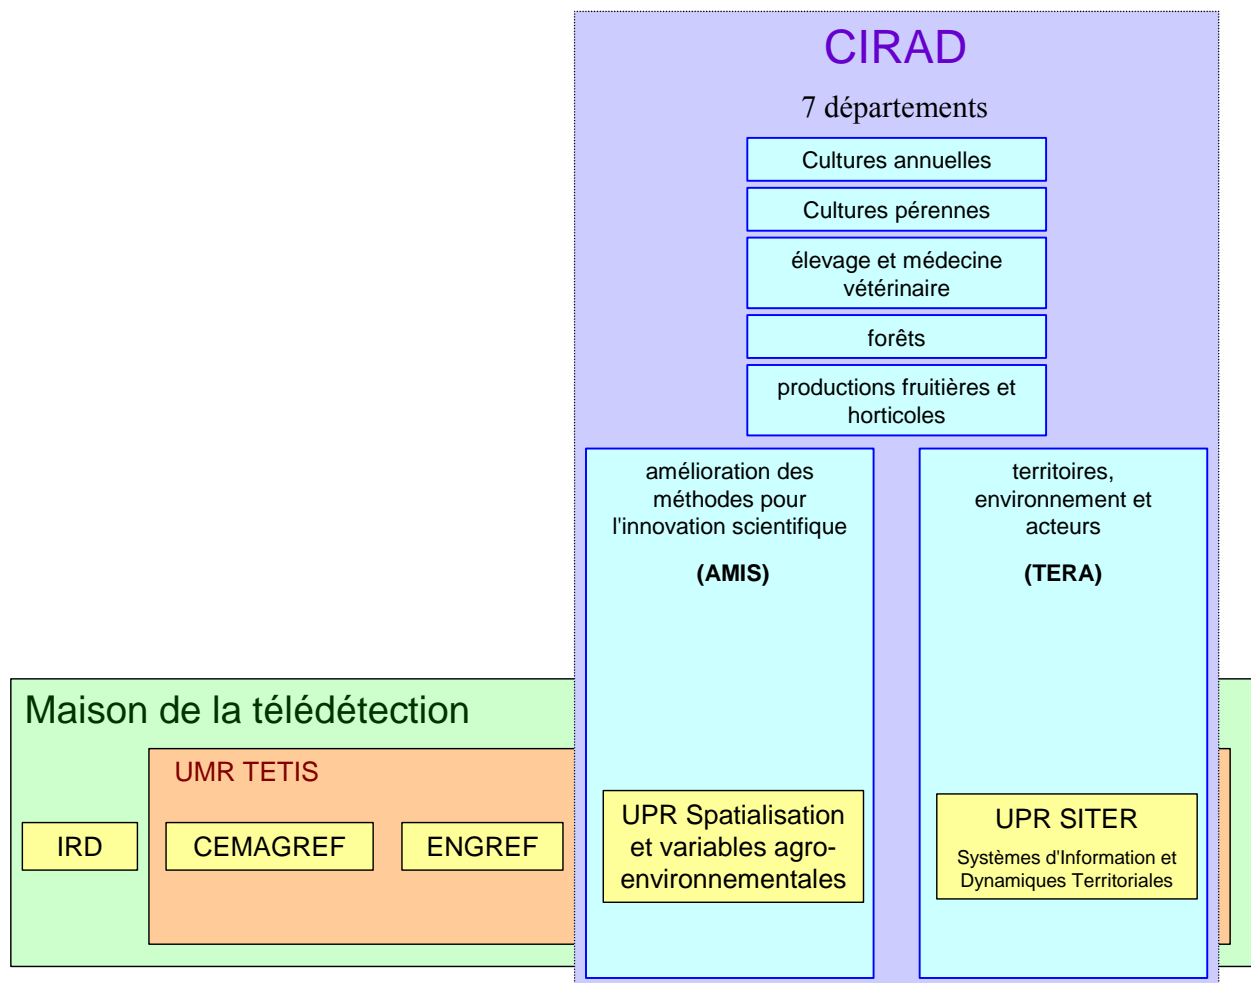 CIRAD
7 départements
Cultures annuelles
Cultures pérennes
élevage et médecine
vétérinaire
forêts
productions fruitières et
horticoles
amélioration des
méthodes pour
l'innovation scientifique
(AMIS)
territoires,
environnement et
acteurs
(TERA)
Maison de la télédétection
UMR TETIS
IRD
CEMAGREF
ENGREF
UPR Spatialisation
et variables agro-
environnementales
UPR SITER
Systèmes d'Information et
Dynamiques Territoriales